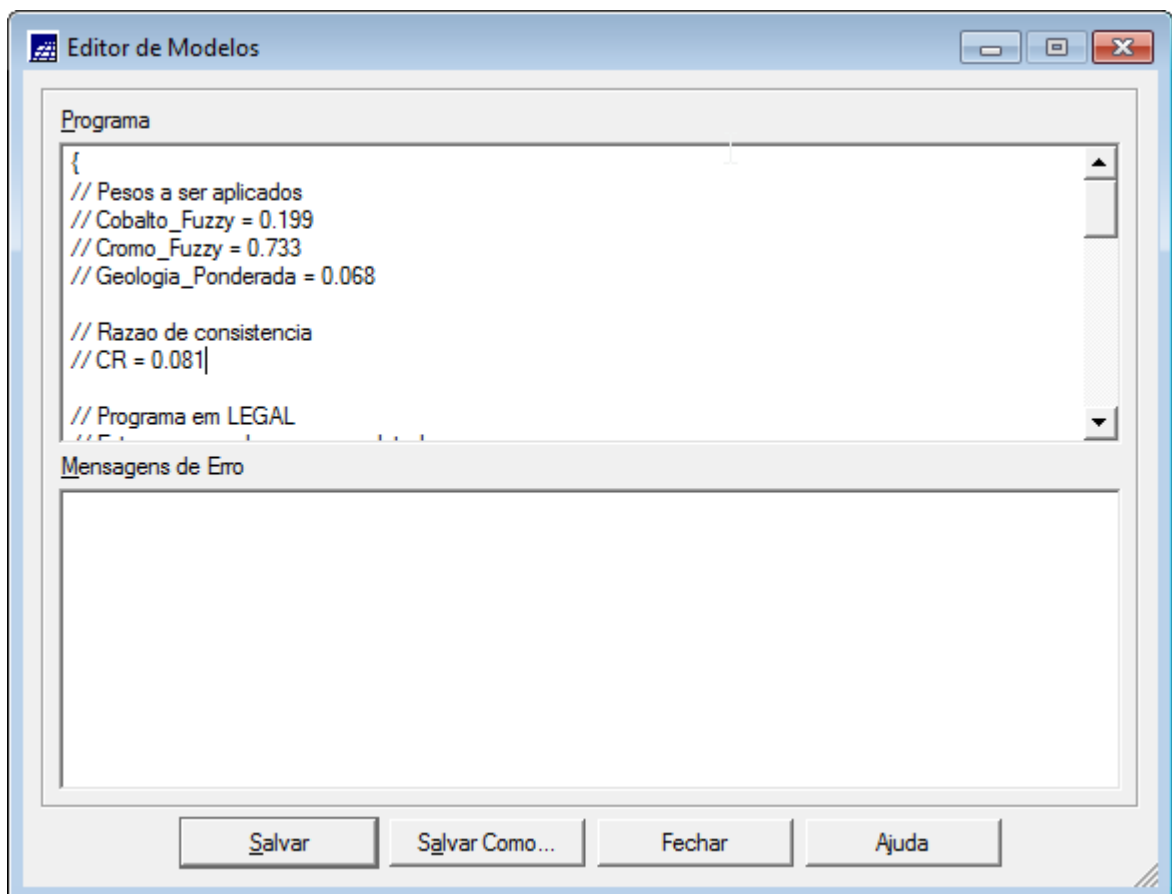 Editor de Modelos
Programa
{
// Pesos a ser aplicados
// Cobalto_Fuzzy = 0.199
// Cromo_Fuzzy = 0.733
// Geologia_Ponderada = 0.068
// Razao de consistencia
// CR = 0.081
// Programa em LEGAL
Mensagens de Erro
Salvar
Salvar Como...
Fechar
Ajuda